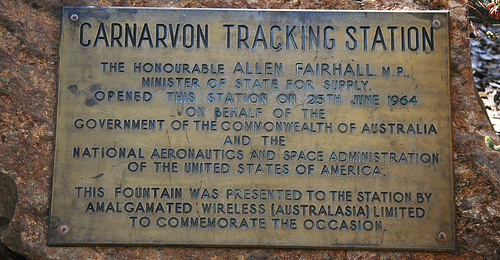 CARNARVON TRACKING STATION
THE HONOURABLE ALLEN FAIRHALL. M.P.,
MINISTER OF STATE FOR SUPPLY.
OPENED THIS STATION ON 25TH JUNE 1964
ON BEHALF OF THE
GOVERNMENT OF THE COMMONWEALTH OF AUSTRALIA
AND THE
NATIONAL AERONAUTICS AND SPACE ADMINISTRATION
OF THE UNITED STATES OF AMERICA.
THIS FOUNTAIN WAS PRESENTED TO THE STATION BY
AMALGAMATED WIRELESS (AUSTRALASIA) LIMITED
TO COMMEMORATE THE OCCASION.